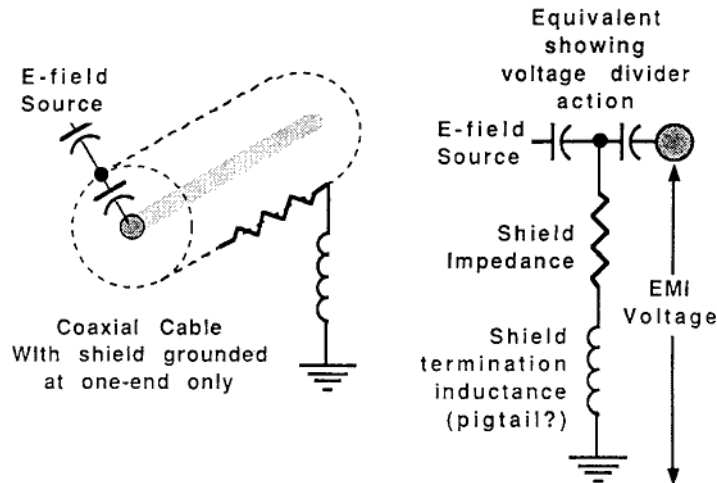 E-field
Source
Coaxial Cable
WIth shield grounded
at one-end only
Equivalent
showing
voltage divider
action
E-field
Source
Shield
Impedance
EMI
Voltage
Shield
termination
inductance
(pigtail?)